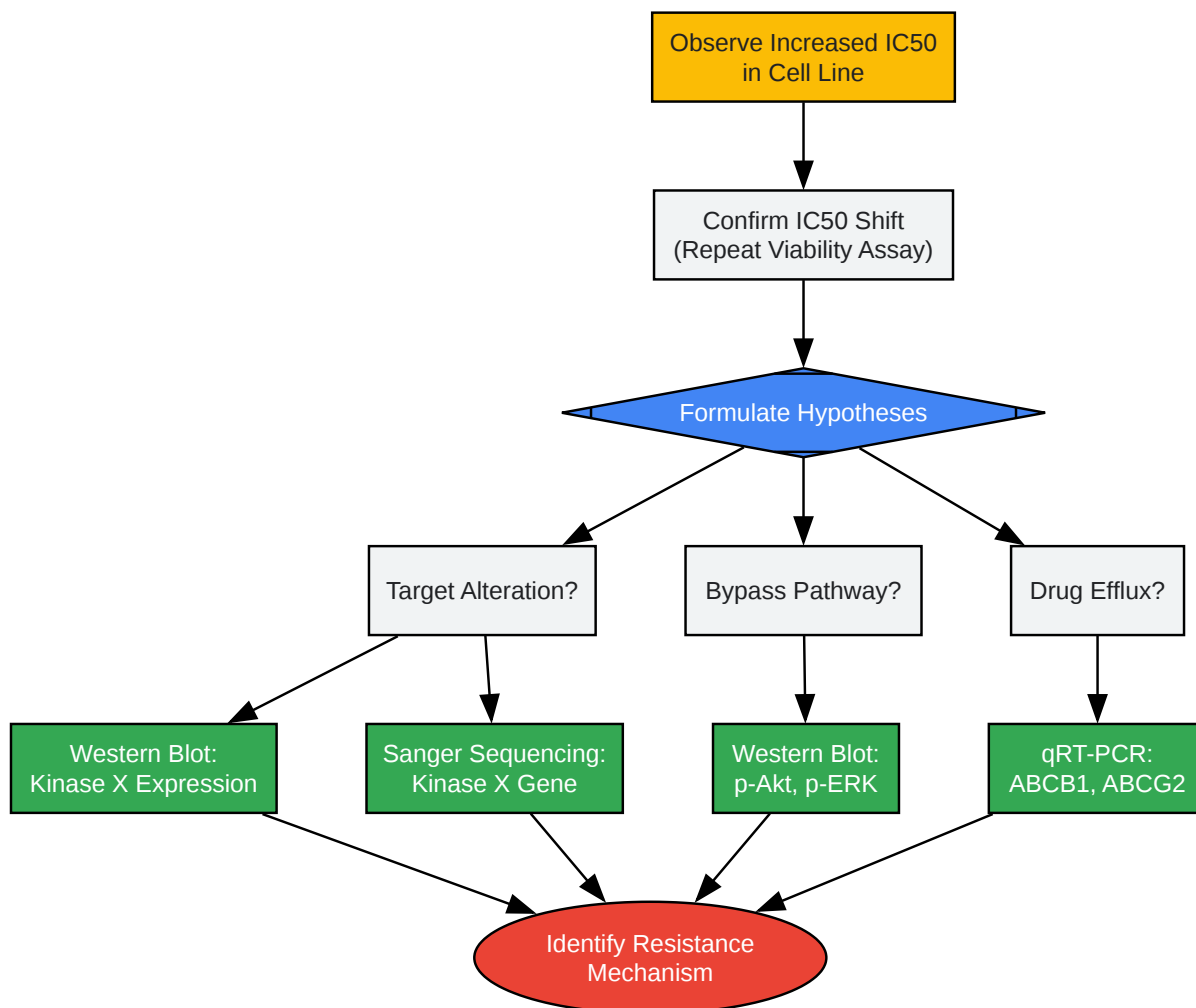 Observe Increased IC50
in Cell Line
Confirm IC50 Shift
(Repeat Viability Assay)
Formulate Hypotheses
Target Alteration?
Bypass Pathway?
Drug Efflux?
Western Blot:
Kinase X Expression
Sanger Sequencing:
Kinase X Gene
Western Blot:
p-Akt, p-ERK
qRT-PCR:
ABCB1, ABCG2
Identify Resistance
Mechanism